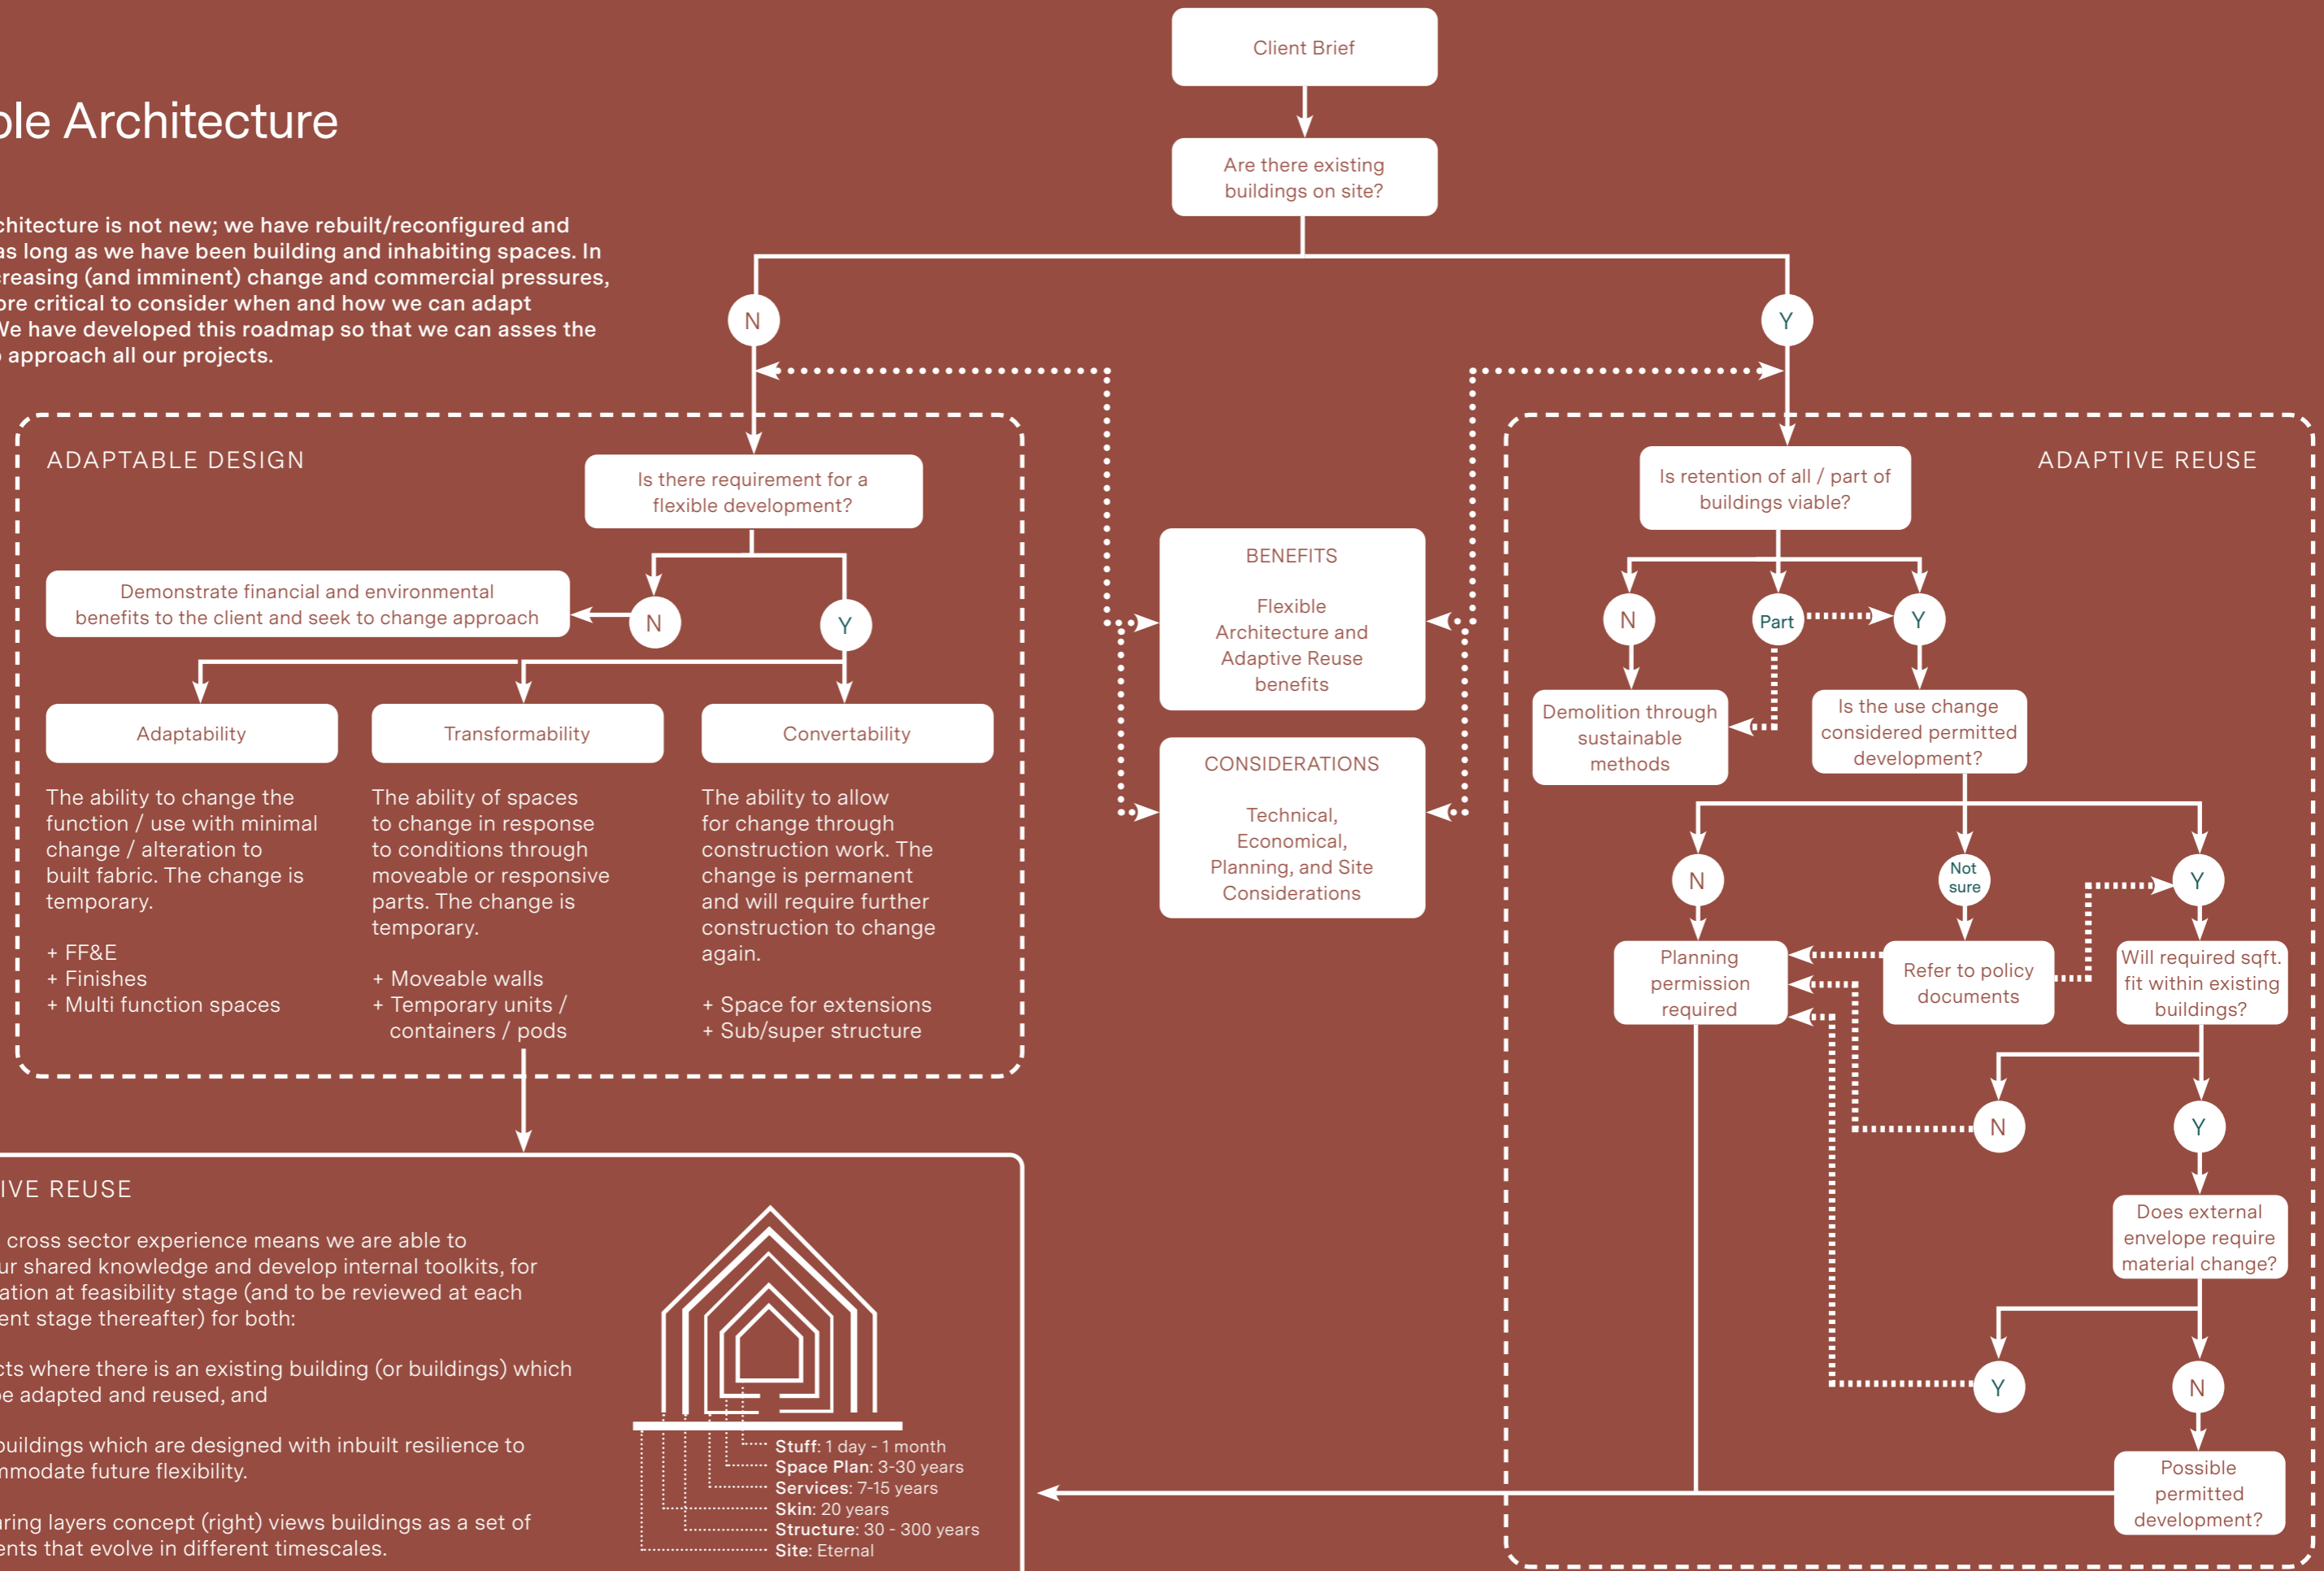 Client Brief
Architecture
Are there existing
buildings on site?
is not new; we have rebuilt/reconfigured and
as long as we have been building and inhabiting spaces. In
(and imminent) change and commercial pressures,
critical to consider when and how we can adapt
We have developed this roadmap so that we can asses the
approach all our projects.
N
Y
ADAPTABLE DESIGN
Is there requirement for a
flexible development?
Demonstrate financial and environmental
benefits to the client and seek to change approach
N
Y
Adaptability
The ability to change the
function / use with minimal
change / alteration to
built fabric. The change is
temporary.
+ FF&E
+ Finishes
+ Multi function spaces
Transformability
The ability of spaces
to change in response
to conditions through
moveable or responsive
parts. The change is
temporary.
+ Moveable walls
+ Temporary units /
containers / pods
Convertability
The ability to allow
for change through
construction work. The
change is permanent
and will require further
construction to change
again.
+ Space for extensions
+ Sub/super structure
BENEFITS
Flexible
Architecture and
Adaptive Reuse
benefits
CONSIDERATIONS
Technical,
Economical,
Planning, and Site
Considerations
ADAPTIVE REUSE
Is retention of all / part of
buildings viable?
N
Part
Y
Demolition through
sustainable
methods
Is the use change
considered permitted
development?
N
Not
sure
Y
Planning
permission
required
Refer to policy
documents
Will required sqft.
fit within existing
buildings?
N
Y
Does external
envelope require
material change?
Y
N
Possible
permitted
development?
REUSE
cross sector experience means we are able to
shared knowledge and develop internal toolkits, for
at feasibility stage (and to be reviewed at each
stage thereafter) for both:
where there is an existing building (or buildings) which
be adapted and reused, and
buildings which are designed with inbuilt resilience to
future flexibility.
layers concept (right) views buildings as a set of
that evolve in different timescales.
Stuff: 1 day - 1 month
Space Plan: 3-30 years
Services: 7-15 years
Skin: 20 years
Structure: 30 - 300 years
Site: Eternal